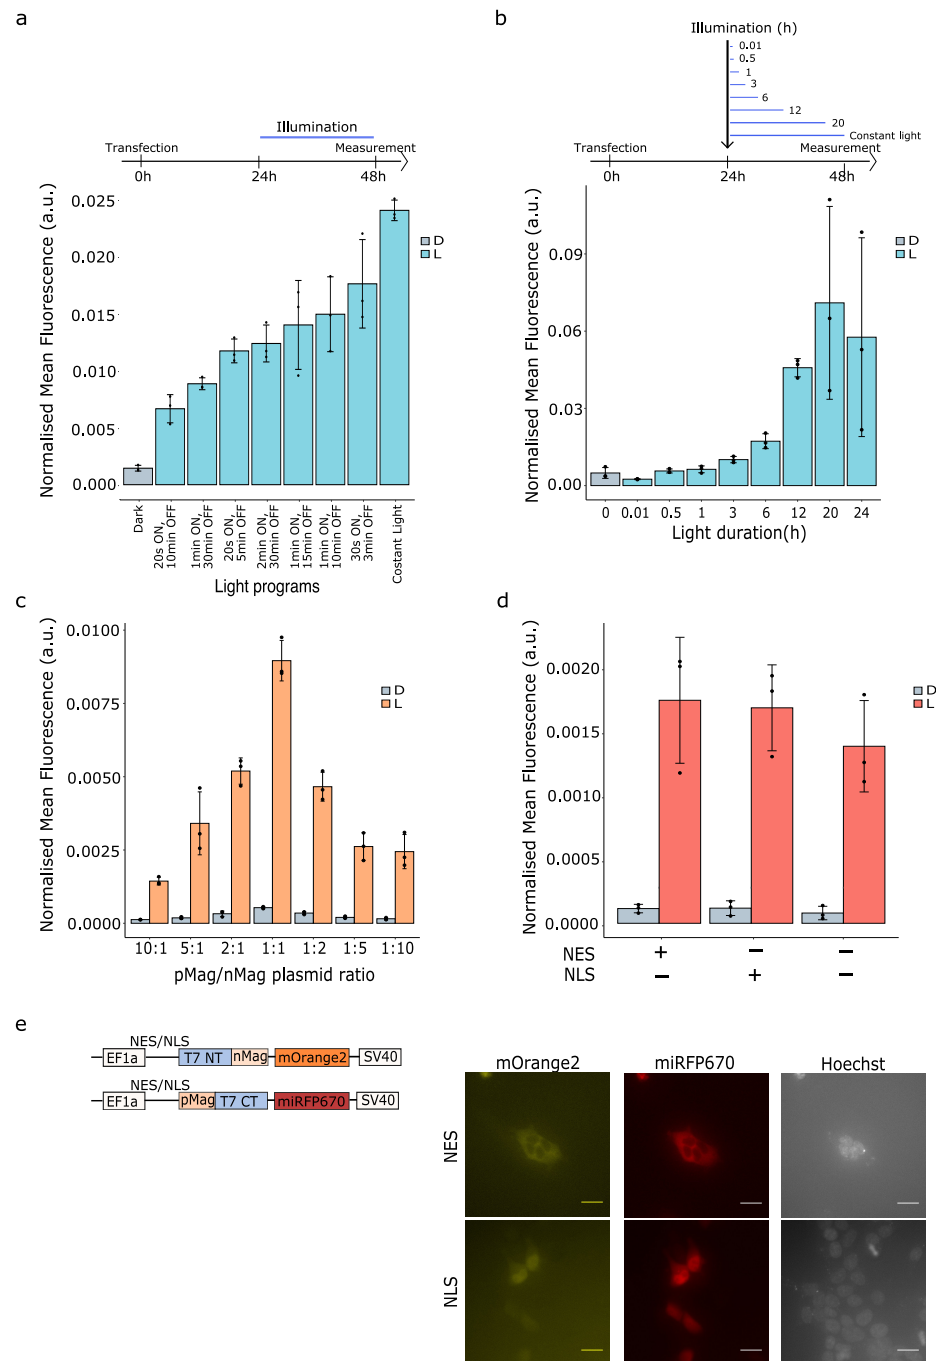 a
Illumination
Transfection
Measurement
0h
24h
48h
Normalised Mean Fluorescence (a.u.)
0.025
0.020
0.015
0.010
0.005
0.000
D
L
Dark
20s ON,
10min OFF
1min ON,
30min OFF
20s ON,
5min OFF
2min ON,
30min OFF
1min ON,
15min OFF
1min ON,
10min OFF
30s ON,
3min OFF
Costant Light
Light programs
b
Illumination (h)
0.01
0.5
1
3
6
12
20
Constant light
Transfection
Measurement
0h
24h
48h
Normalised Mean Fluorescence (a.u.)
0.09
0.06
0.03
0.00
D
L
0 0.01 0.5 1 3 6 12 20 24
Light duration(h)
c
Normalised Mean Fluorescence (a.u.)
0.0100
0.0075
0.0050
0.0025
0.0000
D
L
10:1 5:1 2:1 1:1 1:2 1:5 1:10
pMag/nMag plasmid ratio
d
Normalised Mean Fluorescence (a.u.)
0.0020
0.0015
0.0010
0.0005
0.0000
D
L
NES + − −
NLS − + −
e
NES/NLS
EF1a T7 NT nMag mOrange2 SV40
NES/NLS
EF1a pMag T7 CT miRFP670 SV40
mOrange2 miRFP670 Hoechst
NES
NLS